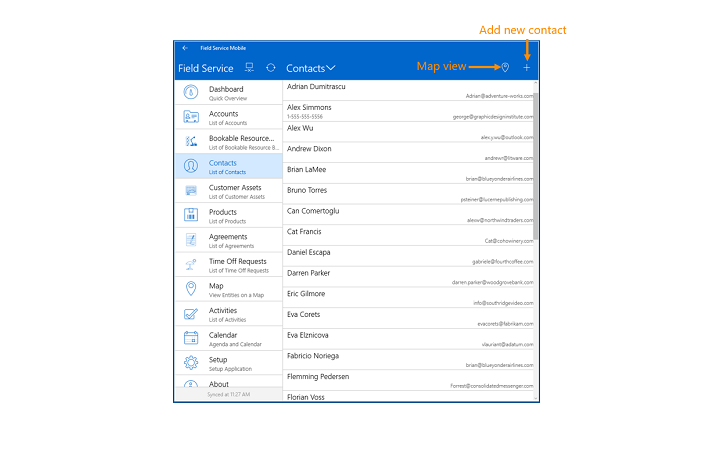 Add new contact
Field Service Mobile
Field Service
Contacts
Map view
Dashboard
Quick Overview
Accounts
List of Accounts
Bookable Resource...
List of Bookable Resource B...
Contacts
List of Contacts
Customer Assets
List of Customer Assets
Products
List of Products
Agreements
List of Agreements
Time Off Requests
List of Time Off Requests
Map
View Entities on a Map
Activities
List of Activities
Calendar
Agenda and Calendar
Setup
Setup Application
About
Synced at 11:27 AM
Adrian Dumitrascu
Adrian@adventure-works.com
Alex Simmons
1-555-555-5556
george@graphicdesigninstitute.com
Alex Wu
alex.y.wu@outlook.com
Andrew Dixon
andrewr@litware.com
Brian LaMee
brian@blueyonderairlines.com
Bruno Torres
psteiner@lucernepublishing.com
Can Comertoglu
alexw@northwindtraders.com
Cat Francis
Cat@cohowinery.com
Daniel Escapa
gabriele@fourthcoffee.com
Darren Parker
darren.parker@woodgrovebank.com
Eric Gilmore
info@southridgevideo.com
Eva Corets
evacorets@fabrikam.com
Eva Elznicova
vlauriant@adatum.com
Fabricio Noriega
brian@blueyonderairlines.com
Flemming Pedersen
Forrest@consolidatedmessenger.com
Florian Voss